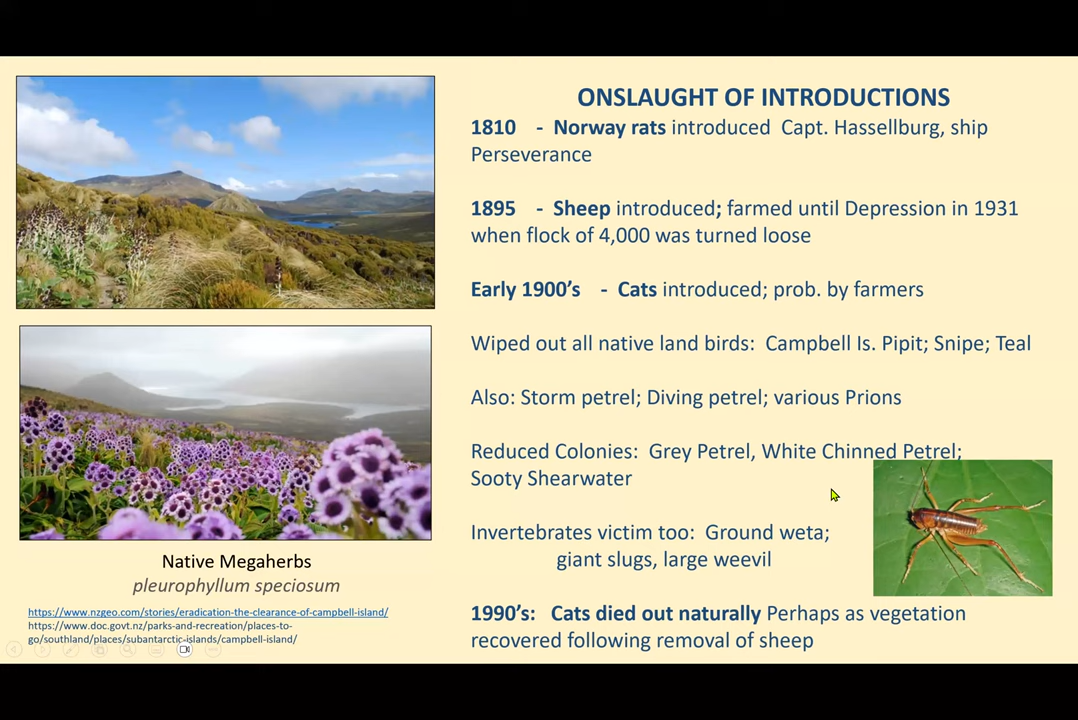 ONSLAUGHT OF INTRODUCTIONS
1810 - Norway rats introduced Capt. Hassellburg, ship
Perseverance
1895 - Sheep introduced; farmed until Depression in 1931
when flock of 4,000 was turned loose
Early 1900's - Cats introduced; prob. by farmers
Wiped out all native land birds: Campbell Is. Pipit; Snipe; Teal
Also: Storm petrel; Diving petrel; various Prions
Reduced Colonies: Grey Petrel, White Chinned Petrel;
Sooty Shearwater
Invertebrates victim too: Ground weta;
giant slugs, large weevil
1990's: Cats died out naturally Perhaps as vegetation
recovered following removal of sheep
Native Megaherbs
pleurophyllum speciosum
https://www.nzgeo.com/stories/eradication-the-clearance-of-campbell-island/
https://www.doc.govt.nz/parks-and-recreation/places-to-
go/southland/places/subantarctic-islands/campbell-island/